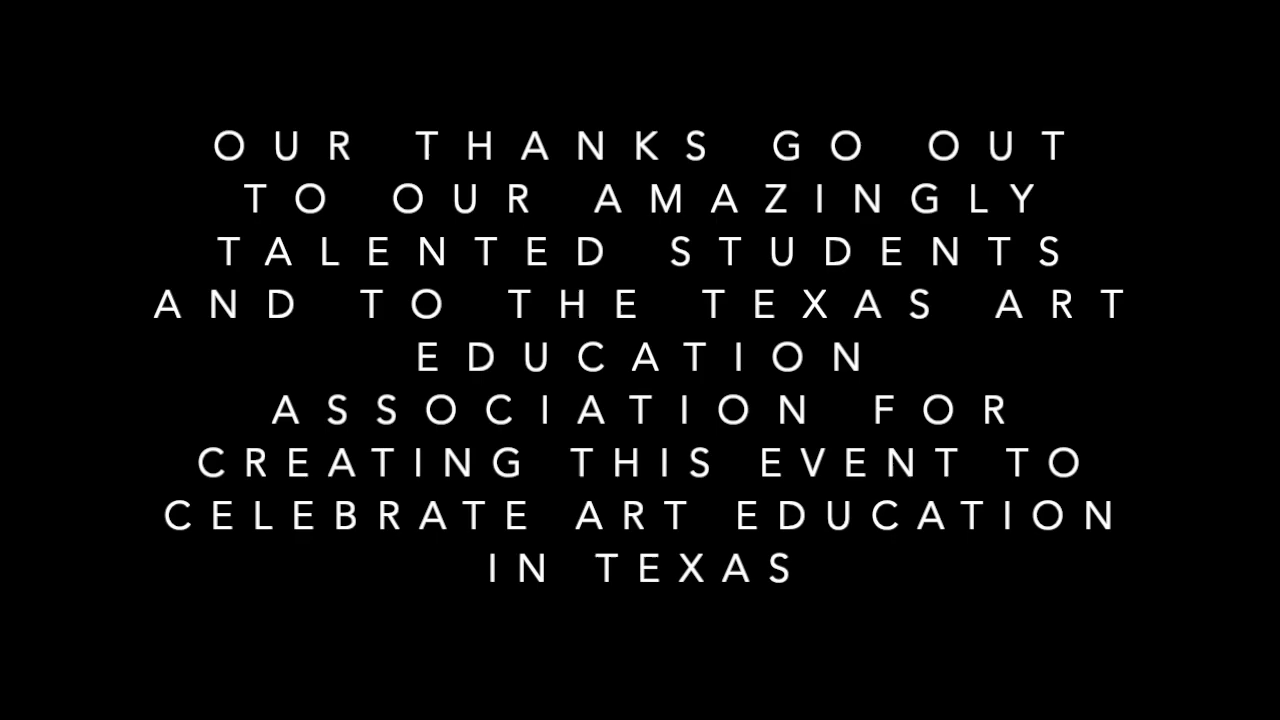 OUR THANKS GO OUT
TO OUR AMAZINGLY
TALENTED STUDENTS
AND TO THE TEXAS ART
EDUCATION
ASSOCIATION FOR
CREATING THIS EVENT TO
CELEBRATE ART EDUCATION
IN TEXAS